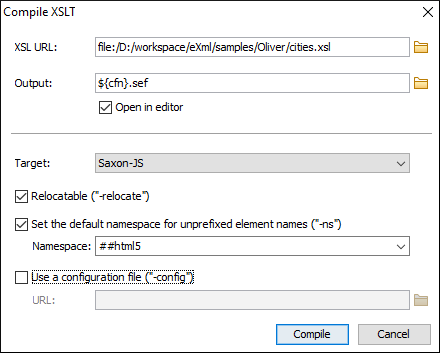 Compile XSLT
XSL URL: file:/D:/workspace/eXml/samples/Oliver/cities.xsl
Output: ${cfn}.sef
Open in editor
Target: Saxon-JS
Relocatable ("-relocate")
Set the default namespace for unprefixed element names ("-ns")
Namespace: ##html5
Use a configuration file ("-config")
URL:
Compile Cancel